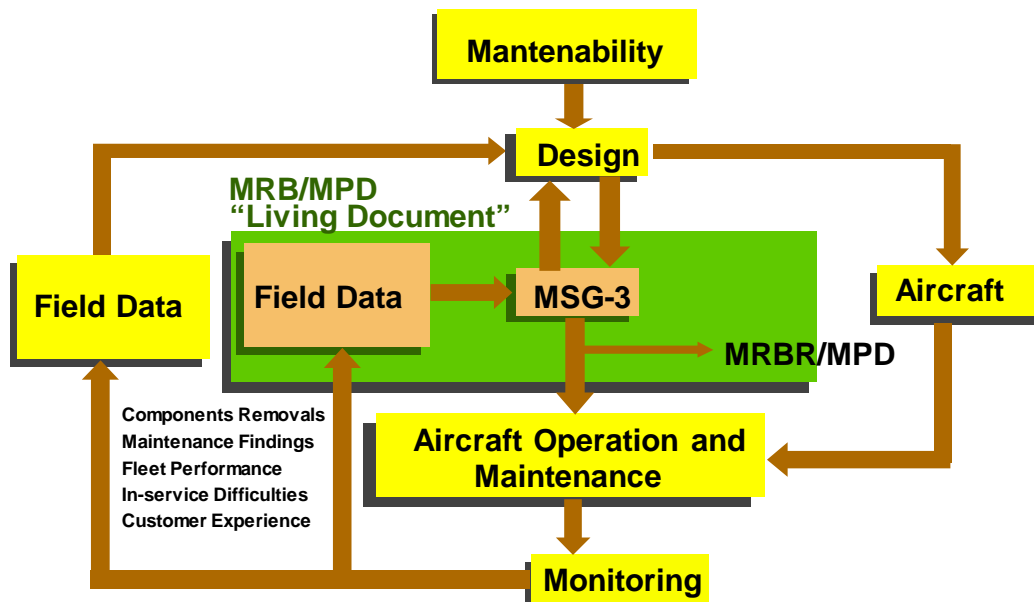 Mantenability
Design
MRB/MPD
“Living Document”
Field Data
Field Data
MSG-3
Aircraft
MRBR/MPD
Components Removals
Maintenance Findings
Fleet Performance
In-service Difficulties
Customer Experience
Aircraft Operation and
Maintenance
Monitoring